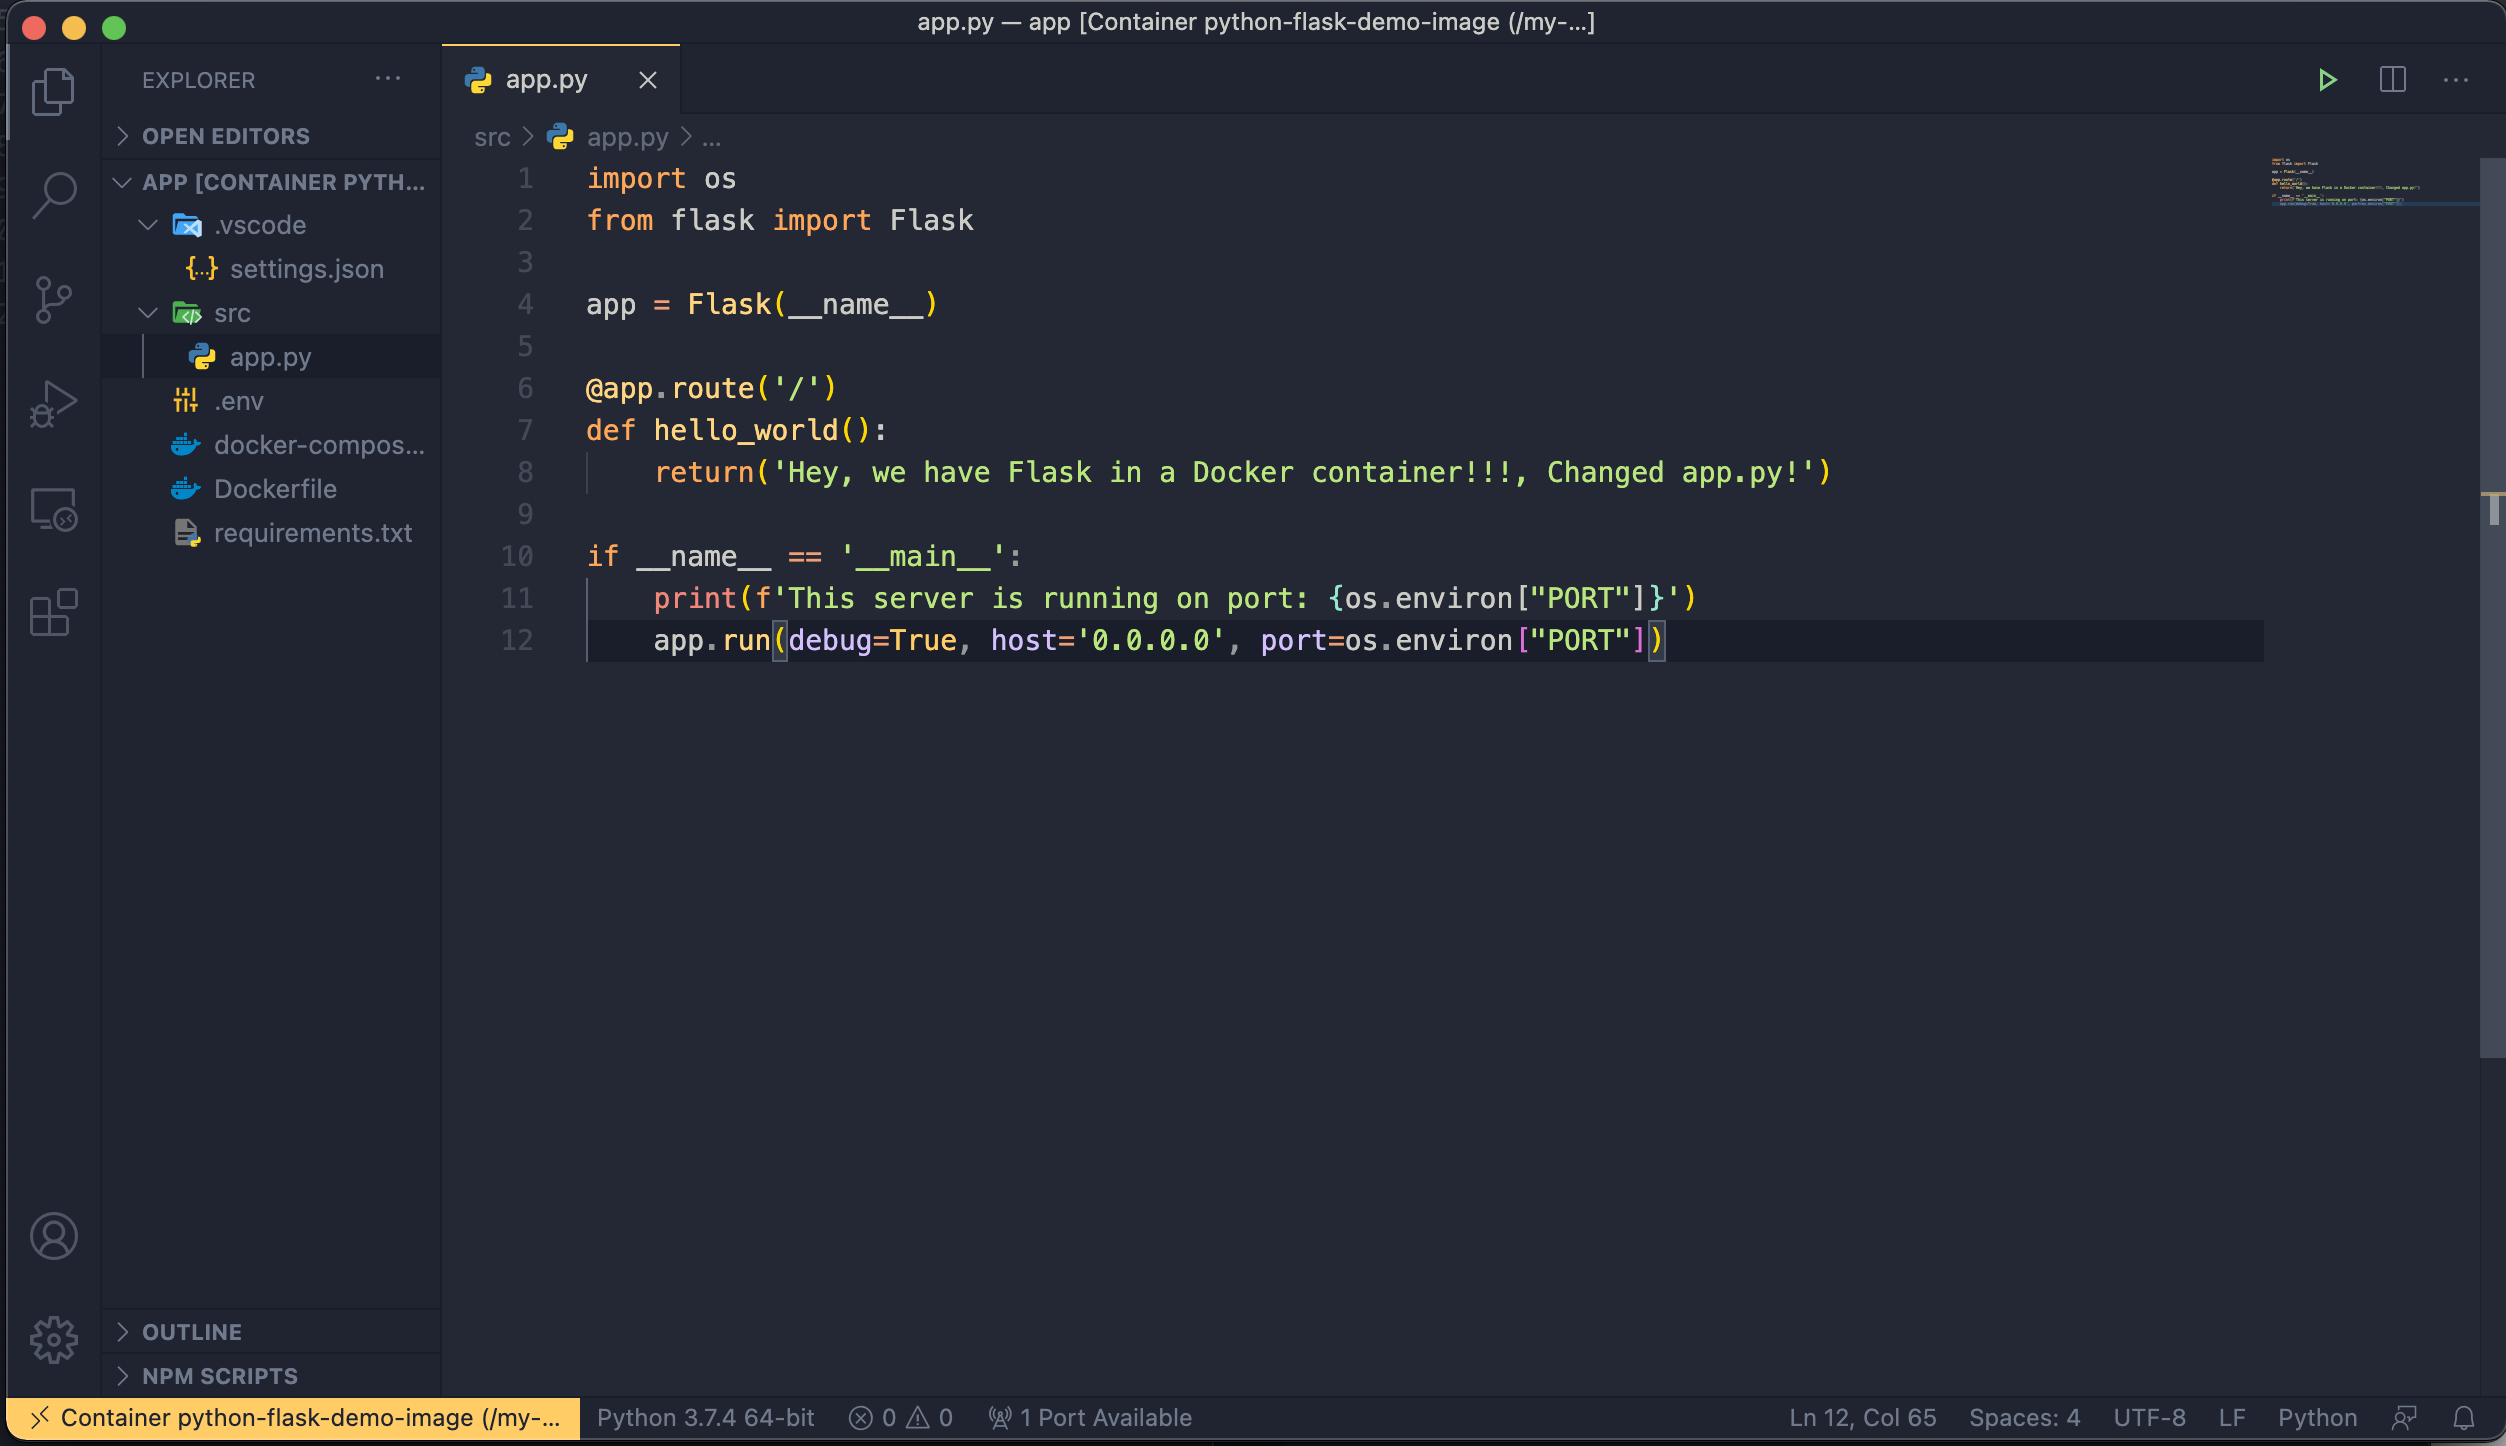 app.py — app [Container python-flask-demo-image (/my-...]
EXPLORER
OPEN EDITORS
APP [CONTAINER PYTH...
.vscode
{..} settings.json
src
app.py
.env
docker-compos...
Dockerfile
requirements.txt
OUTLINE
NPM SCRIPTS
app.py
src > app.py > ...
1 import os
2 from flask import Flask
3
4 app = Flask(__name__)
5
6 @app.route('/')
7 def hello_world():
8     return('Hey, we have Flask in a Docker container!!!, Changed app.py!')
9
10 if __name__ == '__main__':
11     print(f'This server is running on port: {os.environ["PORT"]}')
12     app.run(debug=True, host='0.0.0.0', port=os.environ["PORT"])
Container python-flask-demo-image (/my-... Python 3.7.4 64-bit 0 0 1 Port Available Ln 12, Col 65 Spaces: 4 UTF-8 LF Python